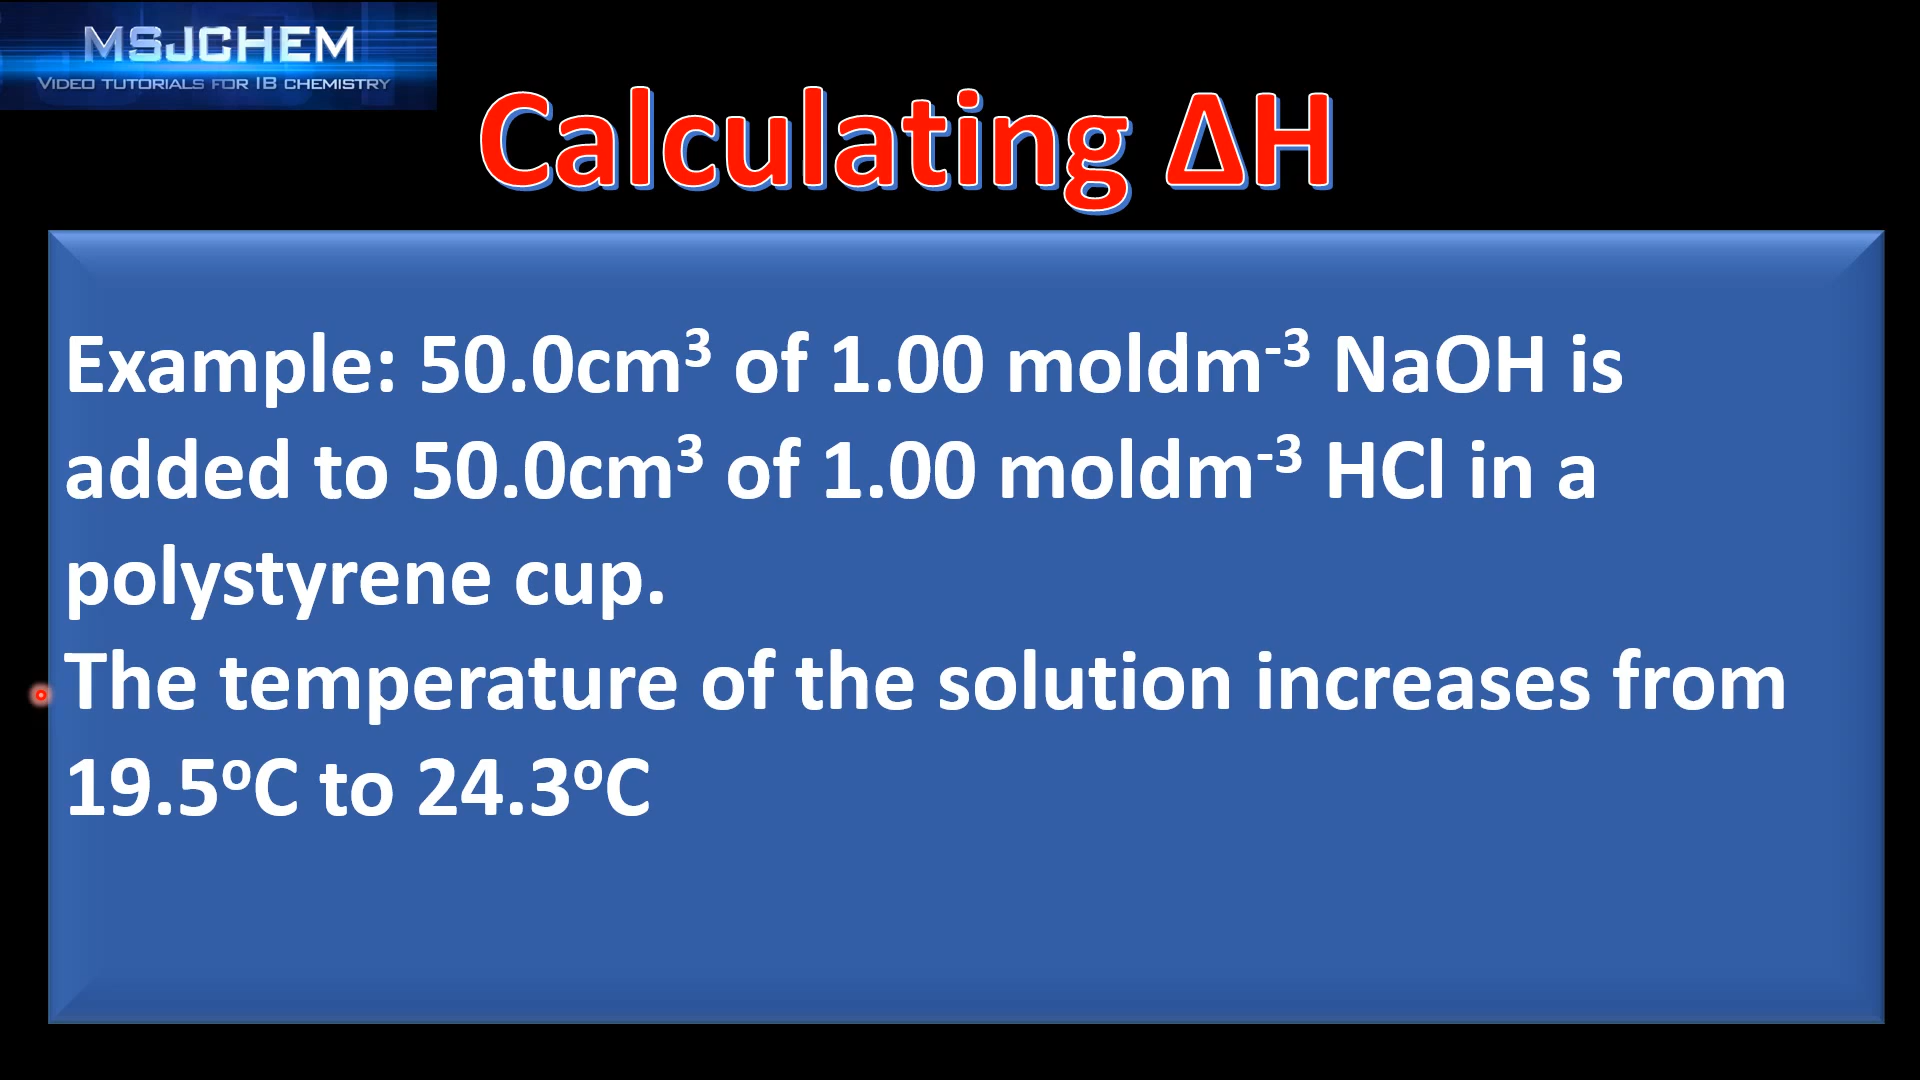 MSJCHEM
VIDEO TUTORIALS FOR IB CHEMISTRY
Calculating ΔH
Example: 50.0cm³ of 1.00 moldm⁻³ NaOH is
added to 50.0cm³ of 1.00 moldm⁻³ HCl in a
polystyrene cup.
The temperature of the solution increases from
19.5ᵒC to 24.3ᵒC